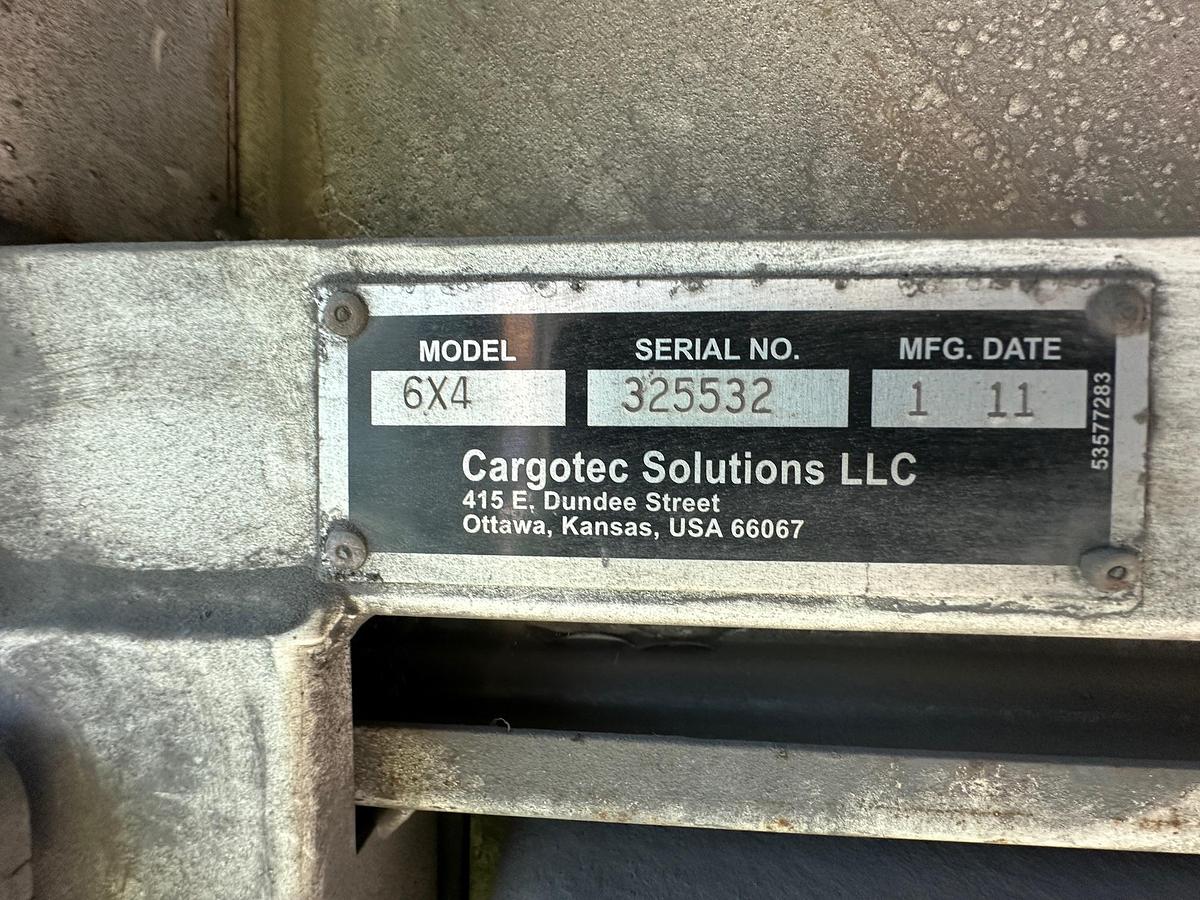 MODEL SERIAL NO. MFG. DATE
6X4 325532 1 11
53577283
Cargotec Solutions LLC
415 E. Dundee Street
Ottawa, Kansas, USA 66067